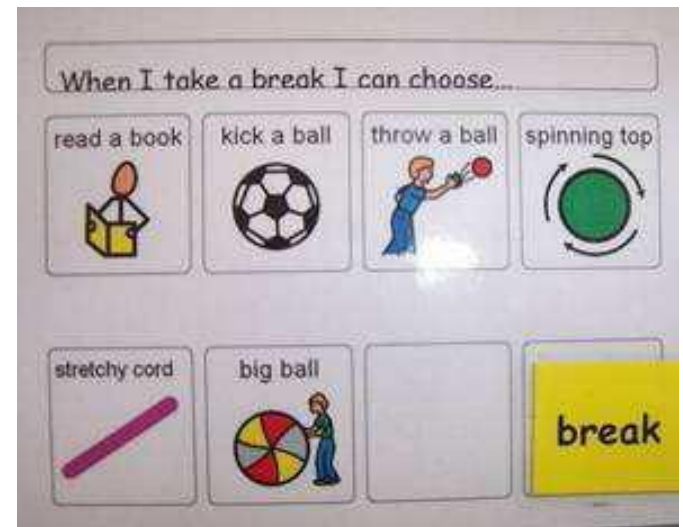 When I take a break I can choose...
read a book
kick a ball
throw a ball
spinning top
stretchy cord
big ball
break